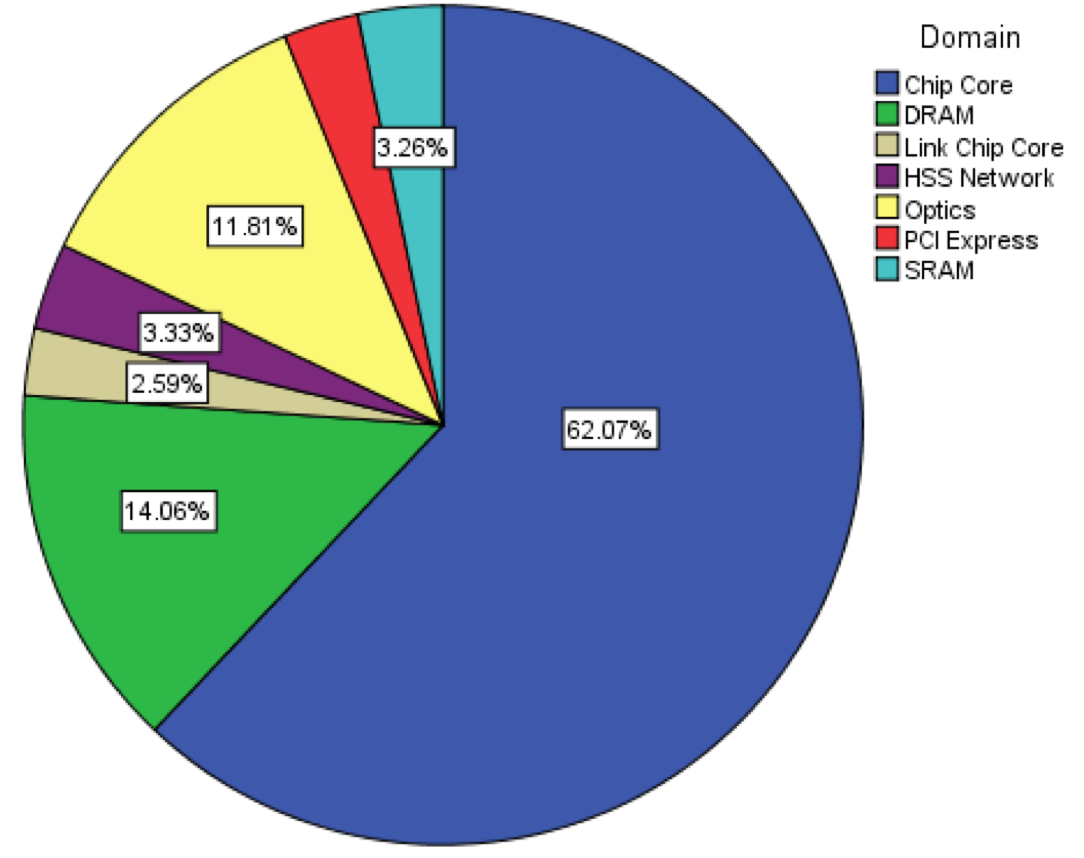 Domain
Chip Core
DRAM
Link Chip Core
HSS Network
Optics
PCI Express
SRAM
3.26%
11.81%
3.33%
2.59%
62.07%
14.06%